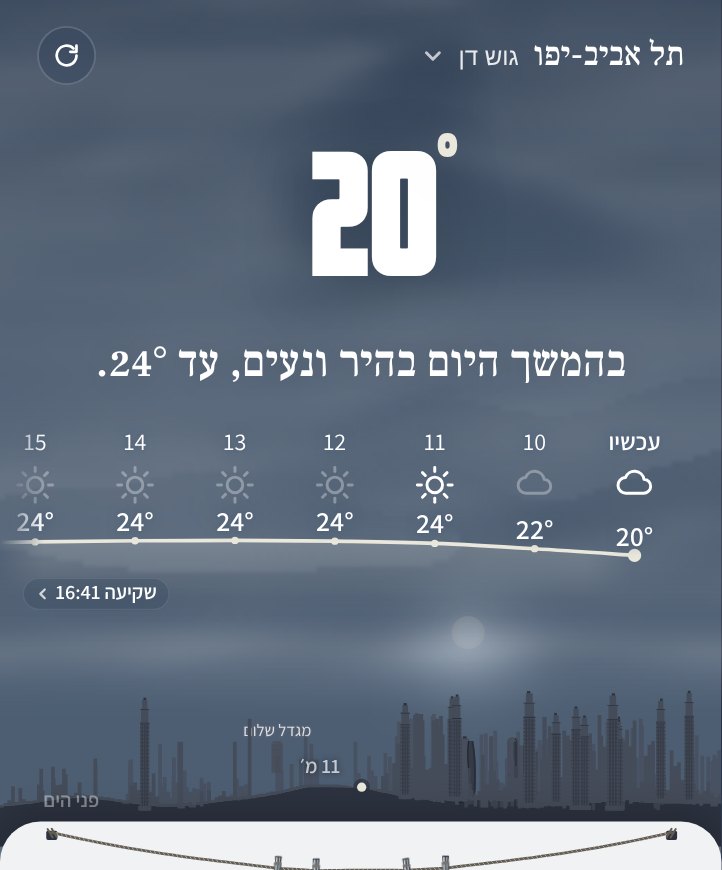 תל אביב-יפו גוש דן
20°
בהמשך היום בהיר ונעים, עד 24°.
עכשיו 10 11 12 13 14 15
20° 22° 24° 24° 24° 24° 24°
שקיעה 16:41
מגדל שלום
11 מ׳
פני הים